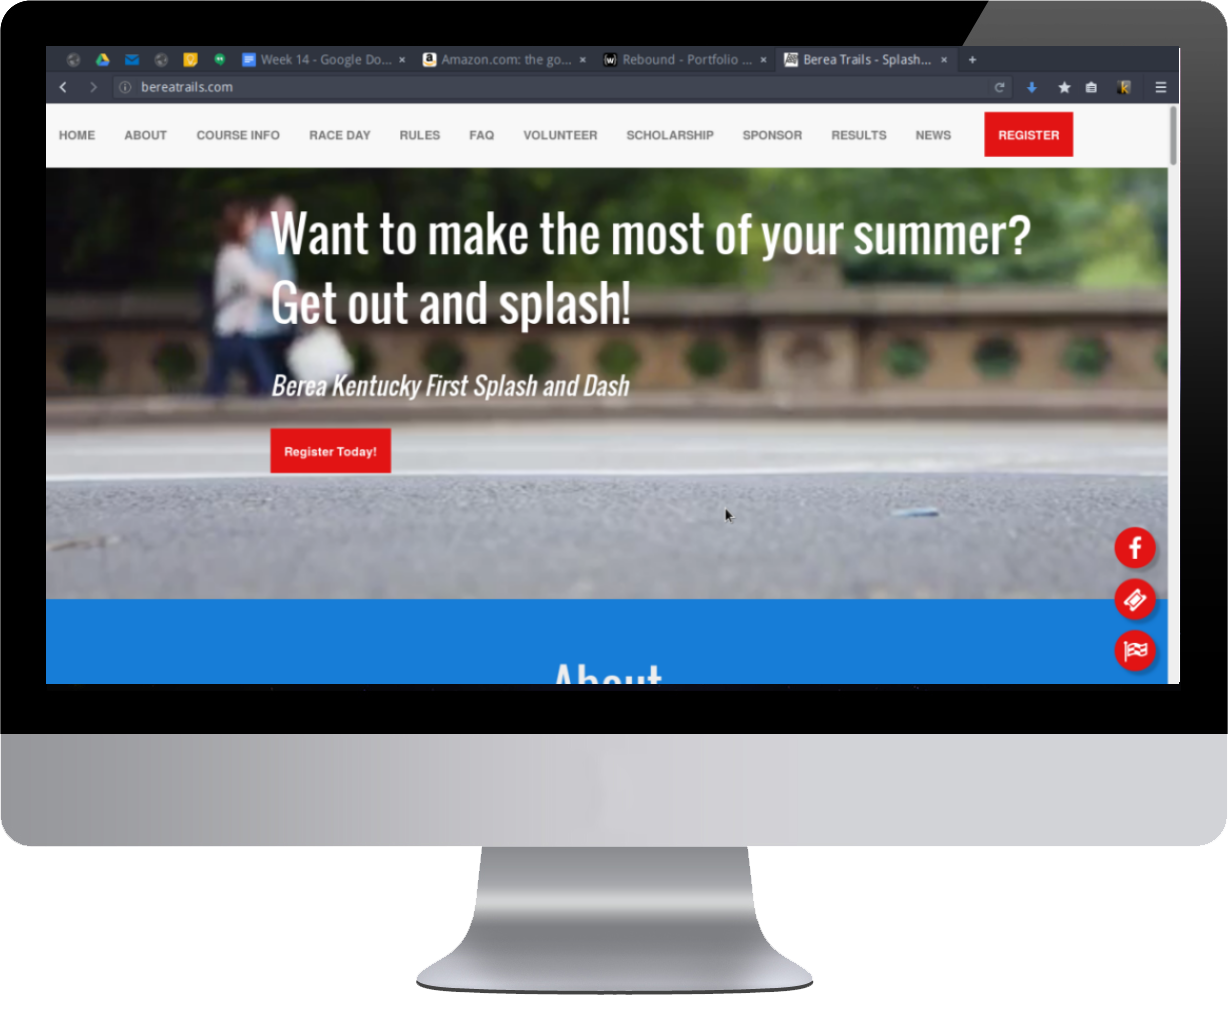 Week 14 - Google Do... × Amazon.com: the go... × Rebound - Portfolio ... × Berea Trails - Splash... × +
bereatrails.com
HOME ABOUT COURSE INFO RACE DAY RULES FAQ VOLUNTEER SCHOLARSHIP SPONSOR RESULTS NEWS REGISTER
Want to make the most of your summer?
Get out and splash!
Berea Kentucky First Splash and Dash
Register Today!
About